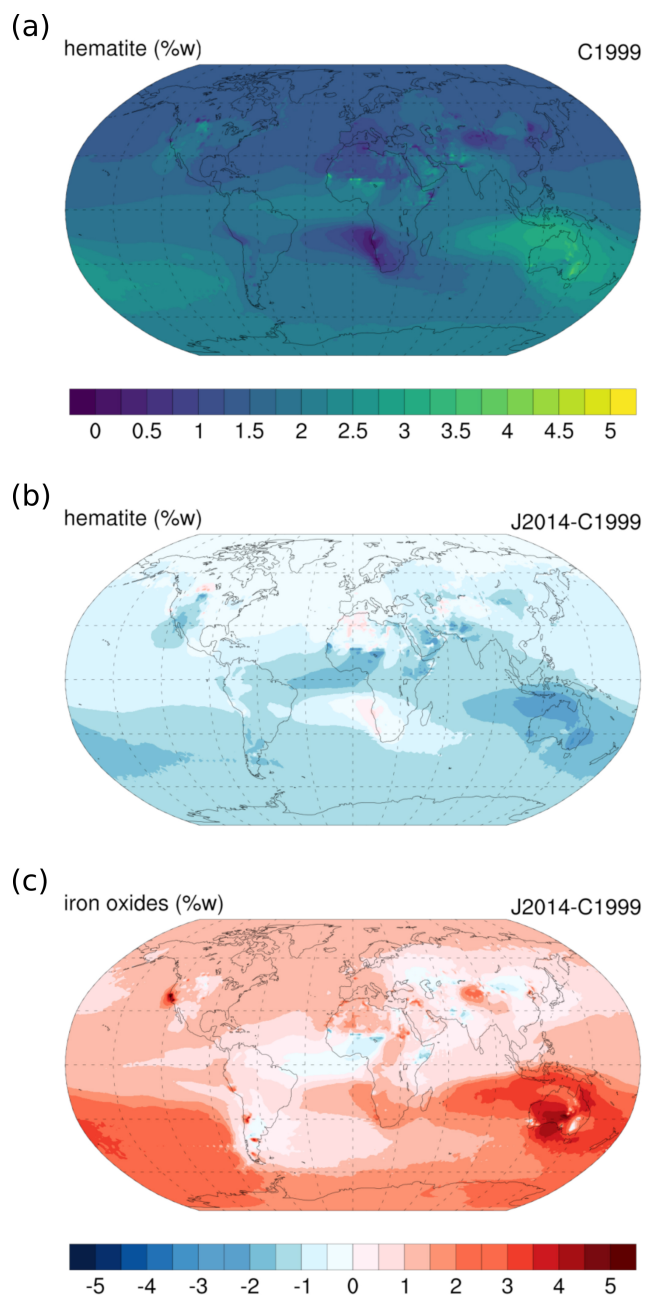 (a)
hematite (%w) C1999
0 0.5 1 1.5 2 2.5 3 3.5 4 4.5 5
(b)
hematite (%w) J2014-C1999
(c)
iron oxides (%w) J2014-C1999
-5 -4 -3 -2 -1 0 1 2 3 4 5